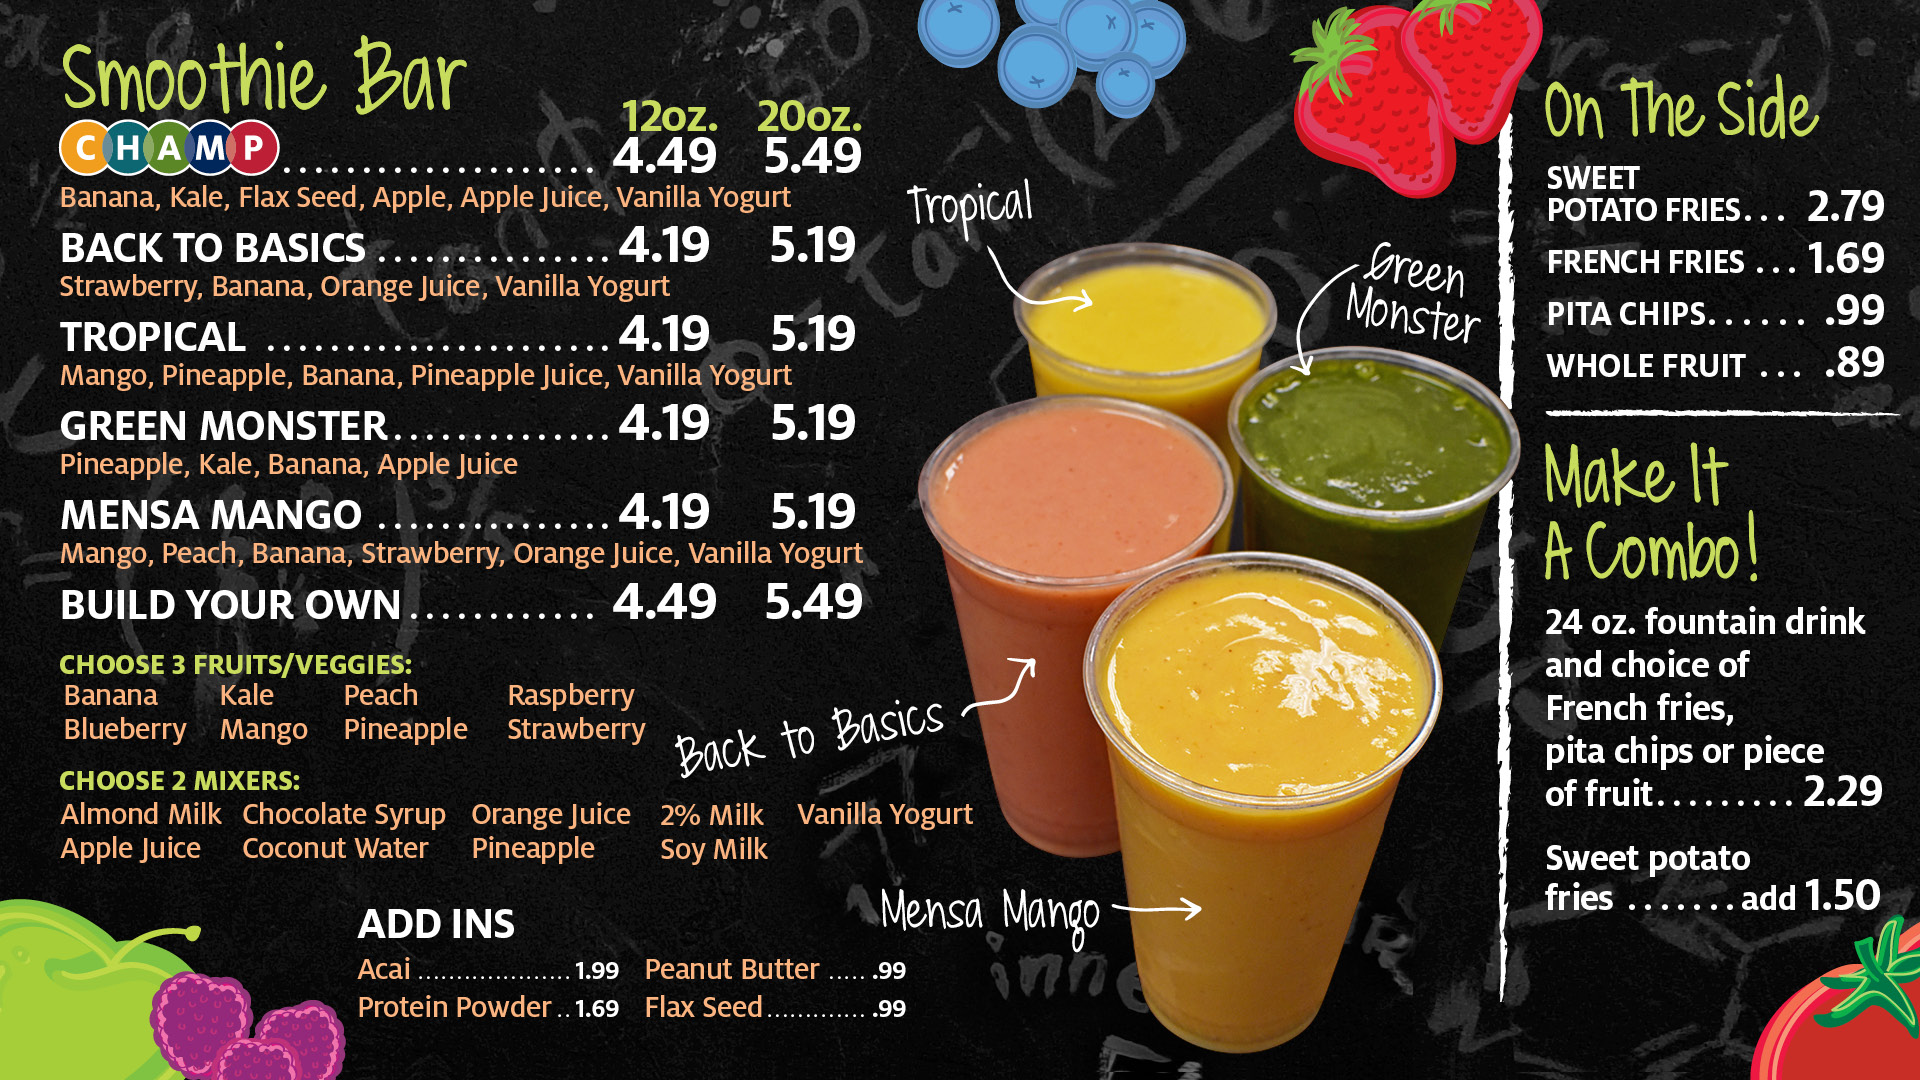 Smoothie Bar
12oz. 20oz.
CHAMP .................... 4.49 5.49
Banana, Kale, Flax Seed, Apple, Apple Juice, Vanilla Yogurt
BACK TO BASICS ............... 4.19 5.19
Strawberry, Banana, Orange Juice, Vanilla Yogurt
TROPICAL ...................... 4.19 5.19
Mango, Pineapple, Banana, Pineapple Juice, Vanilla Yogurt
GREEN MONSTER.............. 4.19 5.19
Pineapple, Kale, Banana, Apple Juice
MENSA MANGO ............... 4.19 5.19
Mango, Peach, Banana, Strawberry, Orange Juice, Vanilla Yogurt
BUILD YOUR OWN............ 4.49 5.49
CHOOSE 3 FRUITS/VEGGIES:
Banana Kale Peach Raspberry
Blueberry Mango Pineapple Strawberry
CHOOSE 2 MIXERS:
Almond Milk Chocolate Syrup Orange Juice 2% Milk Vanilla Yogurt
Apple Juice Coconut Water Pineapple Soy Milk
ADD INS
Acai .................... 1.99 Peanut Butter ..... .99
Protein Powder .. 1.69 Flax Seed............. .99
Tropical
Green
Monster
Back to Basics
Mensa Mango
On The Side
SWEET
POTATO FRIES... 2.79
FRENCH FRIES ... 1.69
PITA CHIPS...... .99
WHOLE FRUIT ... .89
Make It
A Combo!
24 oz. fountain drink
and choice of
French fries,
pita chips or piece
of fruit......... 2.29
Sweet potato
fries ....... add 1.50